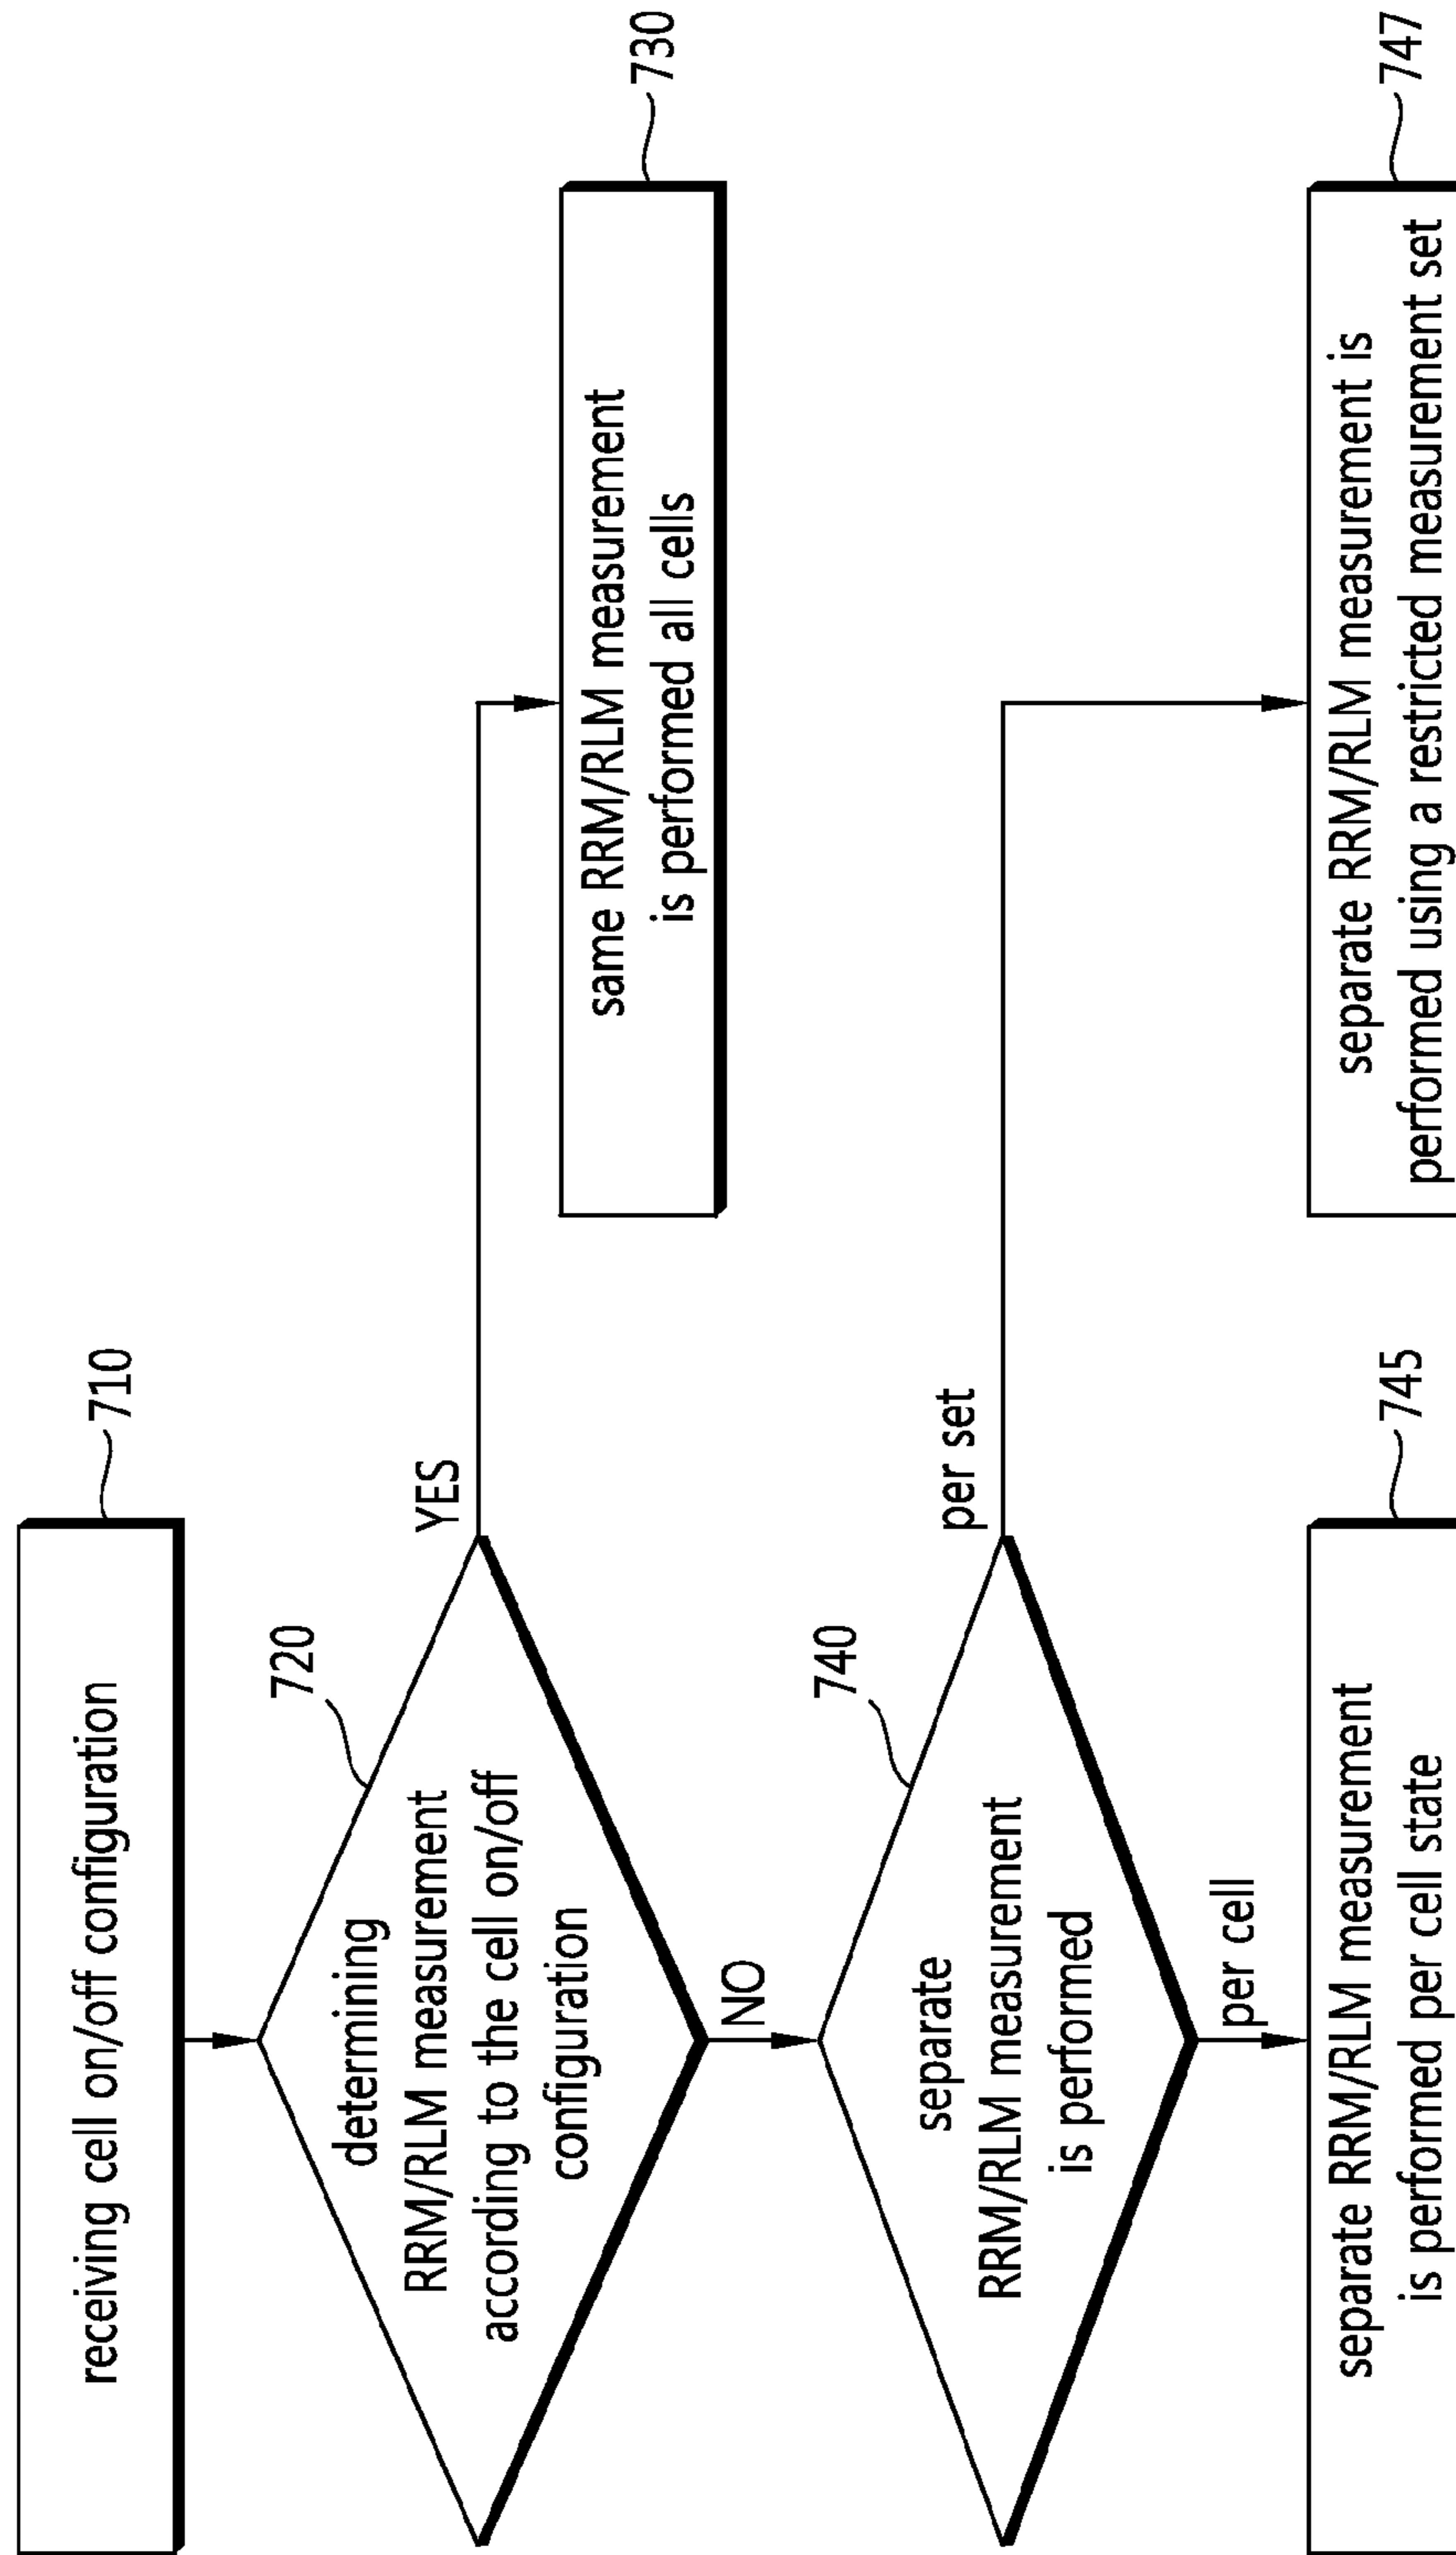 receiving cell on/off configuration
710
720
determining
RRM/RLM measurement
according to the cell on/off
configuration
YES
same RRM/RLM measurement
is performed all cells
730
NO
740
separate
RRM/RLM measurement
is performed
per set
per cell
separate RRM/RLM measurement
is performed per cell state
745
separate RRM/RLM measurement is
performed using a restricted measurement set
747